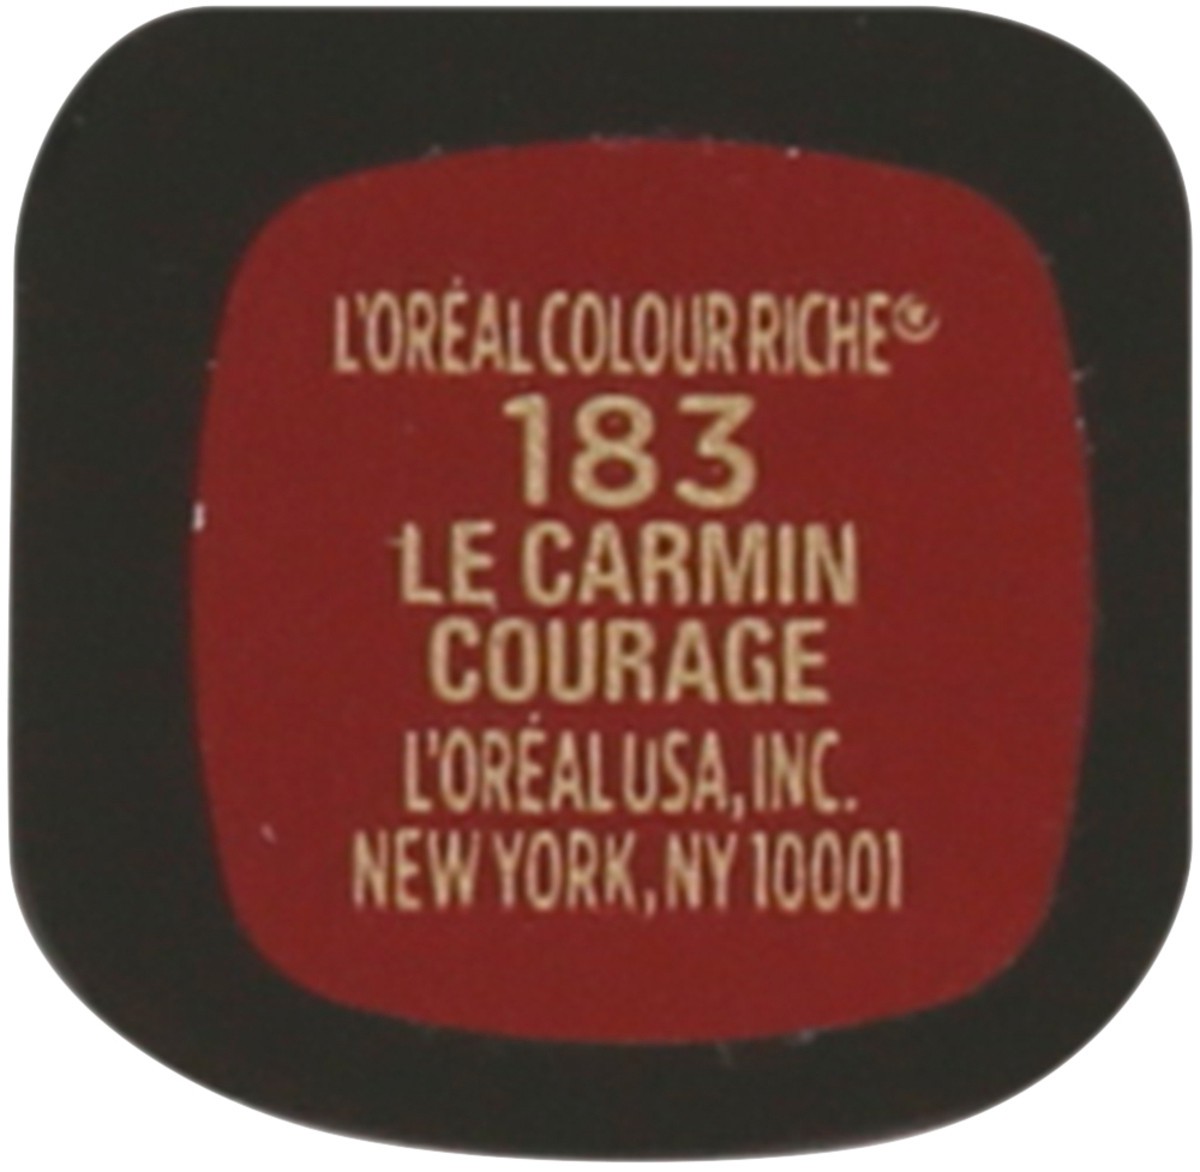 L'ORÉAL COLOUR RICHE®
183
LE CARMIN
COURAGE
L'ORÉAL USA, INC.
NEW YORK, NY 10001